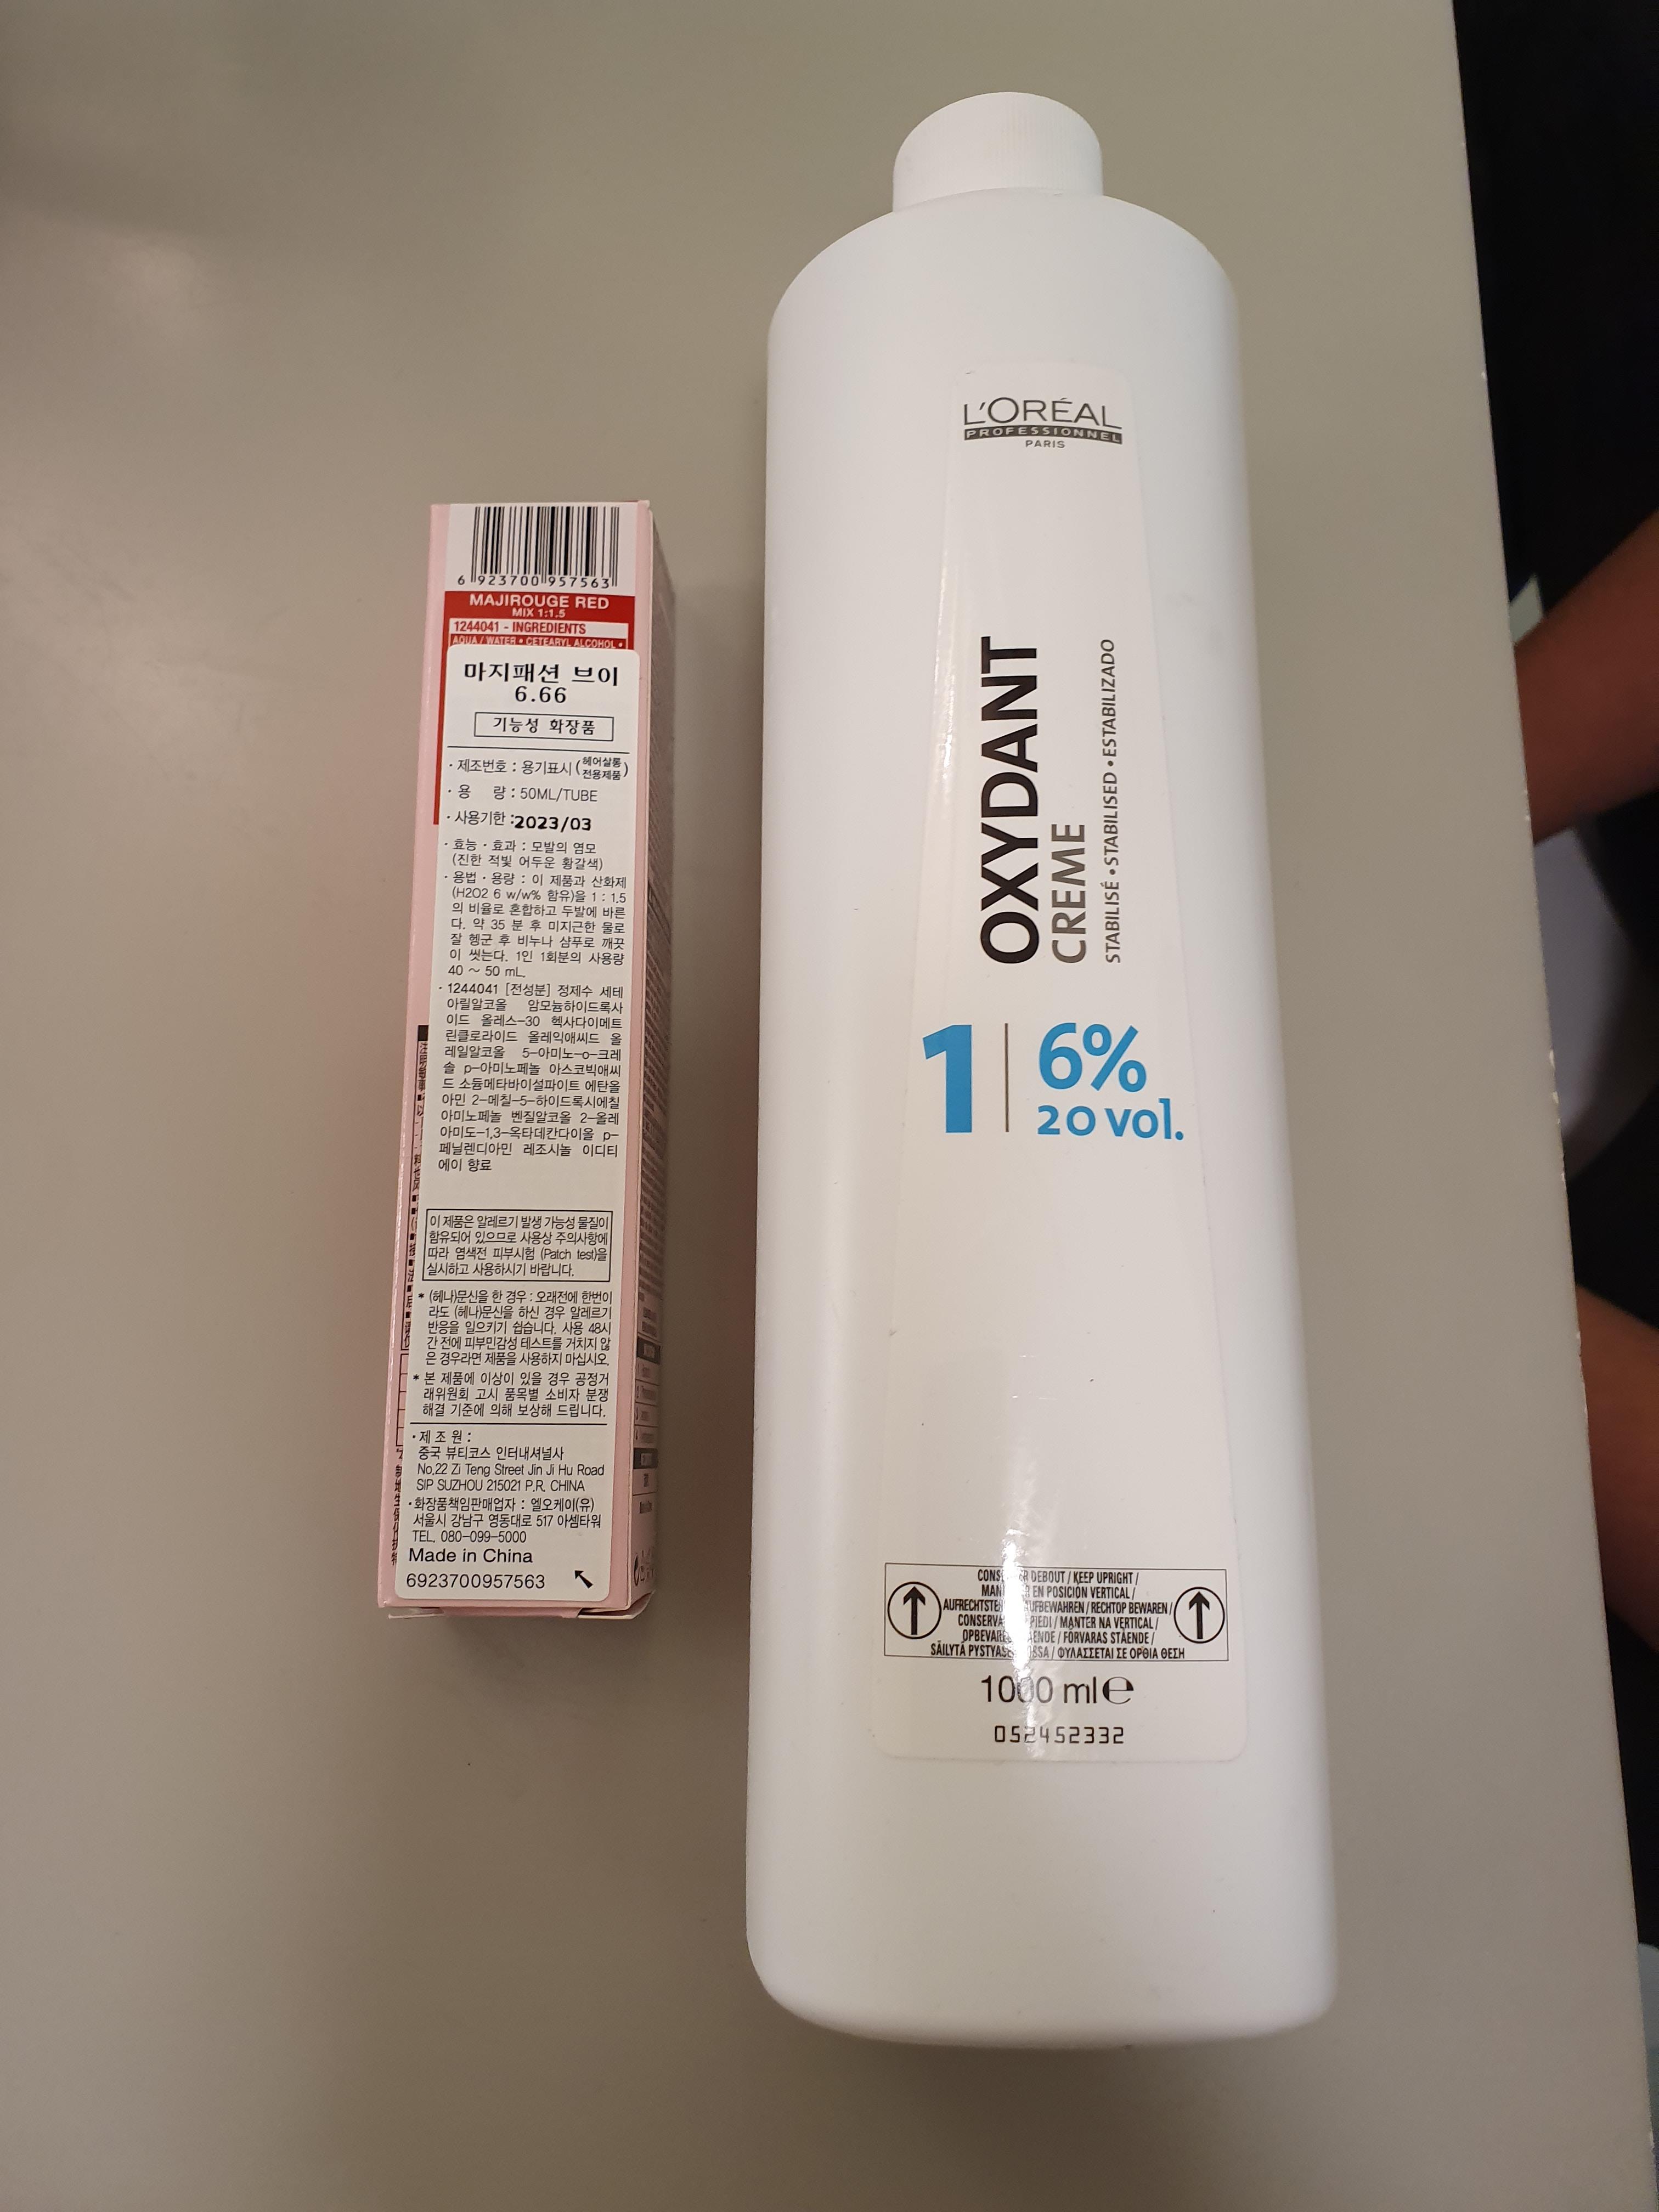 6 923700 957563
MAJIROUGE RED
MIX 1:1.5
1244041 - INGREDIENTS
AQUA / WATER • CETEARYL ALCOHOL •
마지패션 브이
6.66
기능성 화장품
· 제조번호 : 용기표시 (헤어살롱 전용제품)
· 용 량 : 50ML/TUBE
· 사용기한 :2023/03
· 효능 · 효과 : 모발의 염모
(진한 적빛 어두운 황갈색)
· 용법 · 용량 : 이 제품과 산화제
(H2O2 6 w/w% 함유)을 1 : 1.5
의 비율로 혼합하고 두발에 바른
다. 약 35 분 후 미지근한 물로
잘 헹군 후 비누나 샴푸로 깨끗
이 씻는다. 1인 1회분의 사용량
40 ~ 50 mL.
· 1244041 [전성분] 정제수 세테
아릴알코올 암모늄하이드록사
이드 올레스-30 헥사다이메트
린클로라이드 올레익애씨드 올
레일알코올 5-아미노-o-크레
솔 p-아미노페놀 아스코빅애씨
드 소듐메타바이설파이트 에탄올
아민 2-메칠-5-하이드록시에칠
아미노페놀 벤질알코올 2-올레
아미도-1,3-옥타데칸다이올 p-
페닐렌디아민 레조시놀 이디티
에이 향료
이 제품은 알레르기 발생 가능성 물질이
함유되어 있으므로 사용상 주의사항에
따라 염색전 피부시험 (Patch test)을
실시하고 사용하시기 바랍니다.
* (헤나)문신을 한 경우 : 오래전에 한번이
라도 (헤나)문신을 하신 경우 알레르기
반응을 일으키기 쉽습니다. 사용 48시
간 전에 피부민감성 테스트를 거치지 않
은 경우라면 제품을 사용하지 마십시오.
* 본 제품에 이상이 있을 경우 공정거
래위원회 고시 품목별 소비자 분쟁
해결 기준에 의해 보상해 드립니다.
· 제 조 원 :
중국 뷰티코스 인터내셔널사
No.22 Zi Teng Street Jin Ji Hu Road
SIP SUZHOU 215021 P.R. CHINA
· 화장품책임판매업자 : 엘오케이(유)
서울시 강남구 영동대로 517 아셈타워
TEL. 080-099-5000
Made in China
6923700957563
L'ORÉAL
PROFESSIONNEL
PARIS
OXYDANT
CREME
STABILISÉ • STABILISED • ESTABILIZADO
1 6%
20 vol.
DEBOUT / KEEP UPRIGHT /
EN POSICIÓN VERTICAL /
/ RECHTOP BEWAREN /
/ MANTER NA VERTICAL /
/ FÖRVARAS STÅENDE /
SÄILYTÄ / ΦΥΛΑΣΣΕΤΑΙ ΣΕ ΟΡΘΙΑ ΘΕΣΗ
1000 ml e
052452332